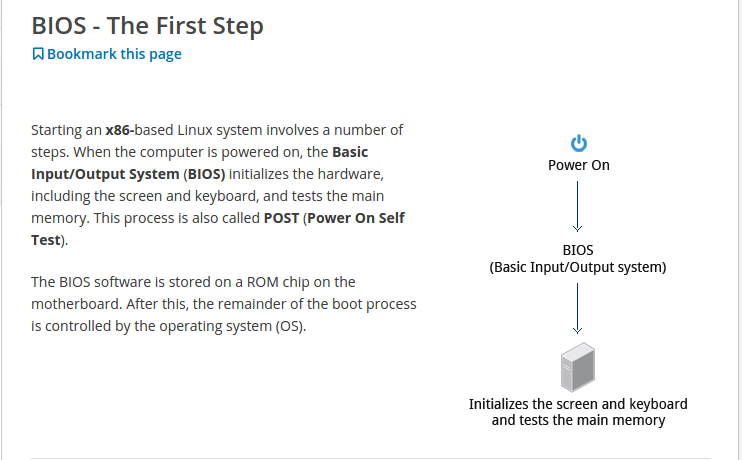 BIOS - The First Step
Bookmark this page
Starting an x86-based Linux system involves a number of
steps. When the computer is powered on, the Basic
Input/Output System (BIOS) initializes the hardware,
including the screen and keyboard, and tests the main
memory. This process is also called POST (Power On Self
Test).
The BIOS software is stored on a ROM chip on the
motherboard. After this, the remainder of the boot process
is controlled by the operating system (OS).
Power On
BIOS
(Basic Input/Output system)
Initializes the screen and keyboard
and tests the main memory